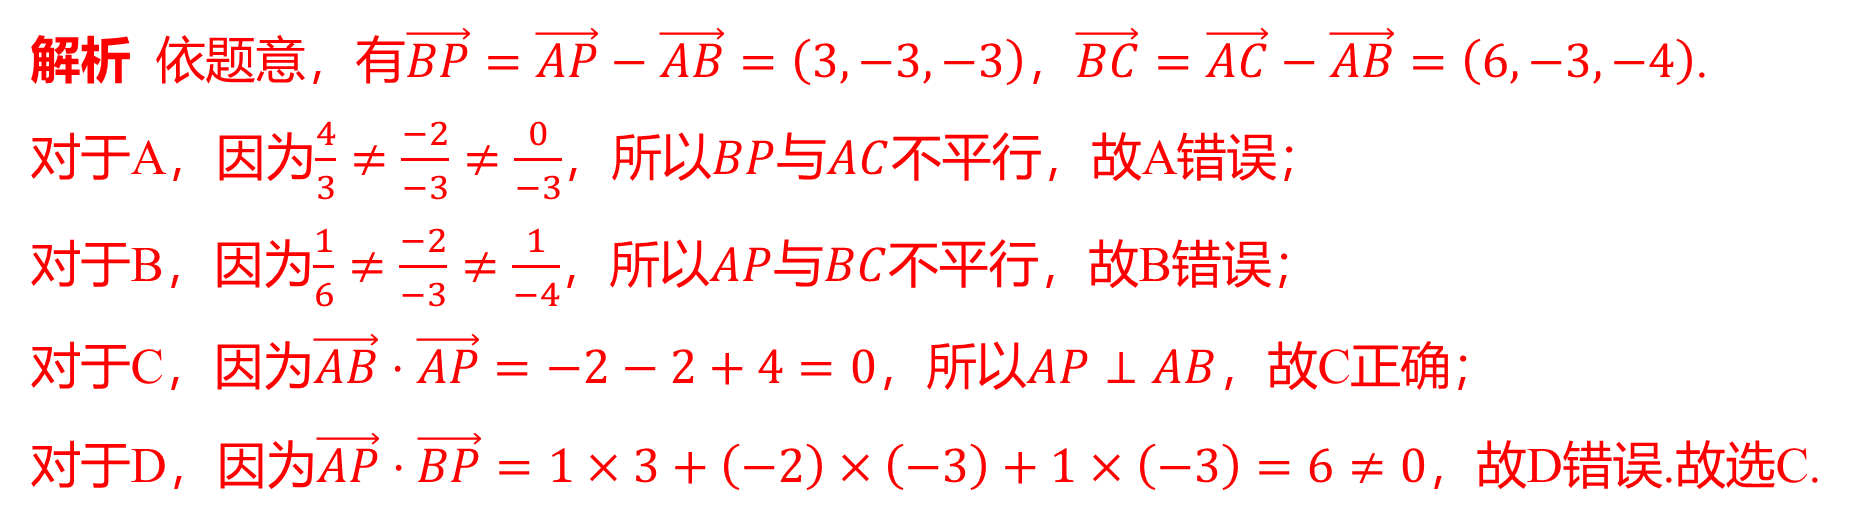 解析 依题意，有$\overrightarrow{BP}=\overrightarrow{AP}-\overrightarrow{AB}=(3,-3,-3)$，$\overrightarrow{BC}=\overrightarrow{AC}-\overrightarrow{AB}=(6,-3,-4)$.
对于A，因为$\frac{4}{3}\neq\frac{-2}{-3}\neq\frac{0}{-3}$，所以$BP$与$AC$不平行，故A错误；
对于B，因为$\frac{1}{6}\neq\frac{-2}{-3}\neq\frac{1}{-4}$，所以$AP$与$BC$不平行，故B错误；
对于C，因为$\overrightarrow{AB}\cdot\overrightarrow{AP}=-2-2+4=0$，所以$AP\perp AB$，故C正确；
对于D，因为$\overrightarrow{AP}\cdot\overrightarrow{BP}=1\times3+(-2)\times(-3)+1\times(-3)=6\neq0$，故D错误.故选C.